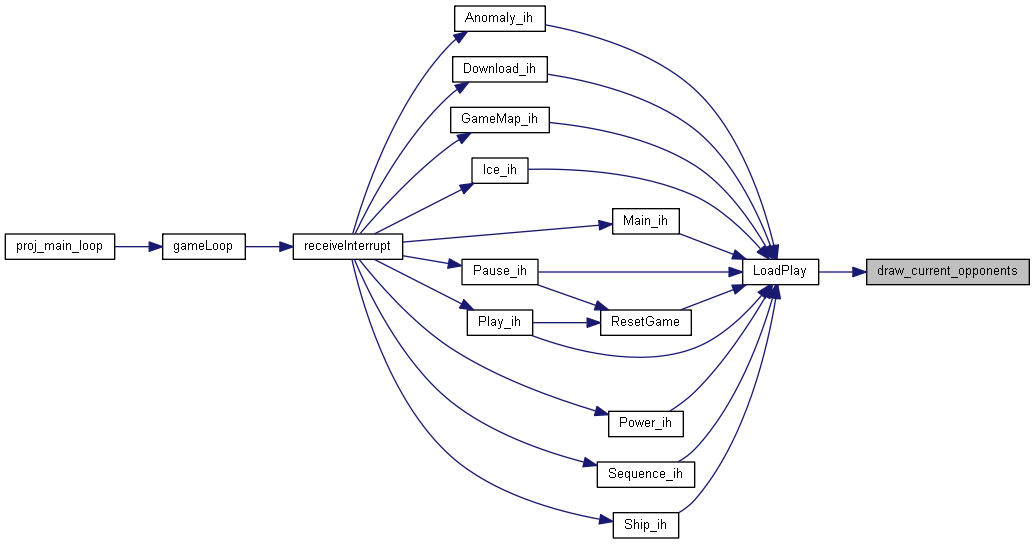 Anomaly_ih
Download_ih
GameMap_ih
Ice_ih
Main_ih
proj_main_loop
gameLoop
receiveInterrupt
Pause_ih
LoadPlay
draw_current_opponents
Play_ih
ResetGame
Power_ih
Sequence_ih
Ship_ih